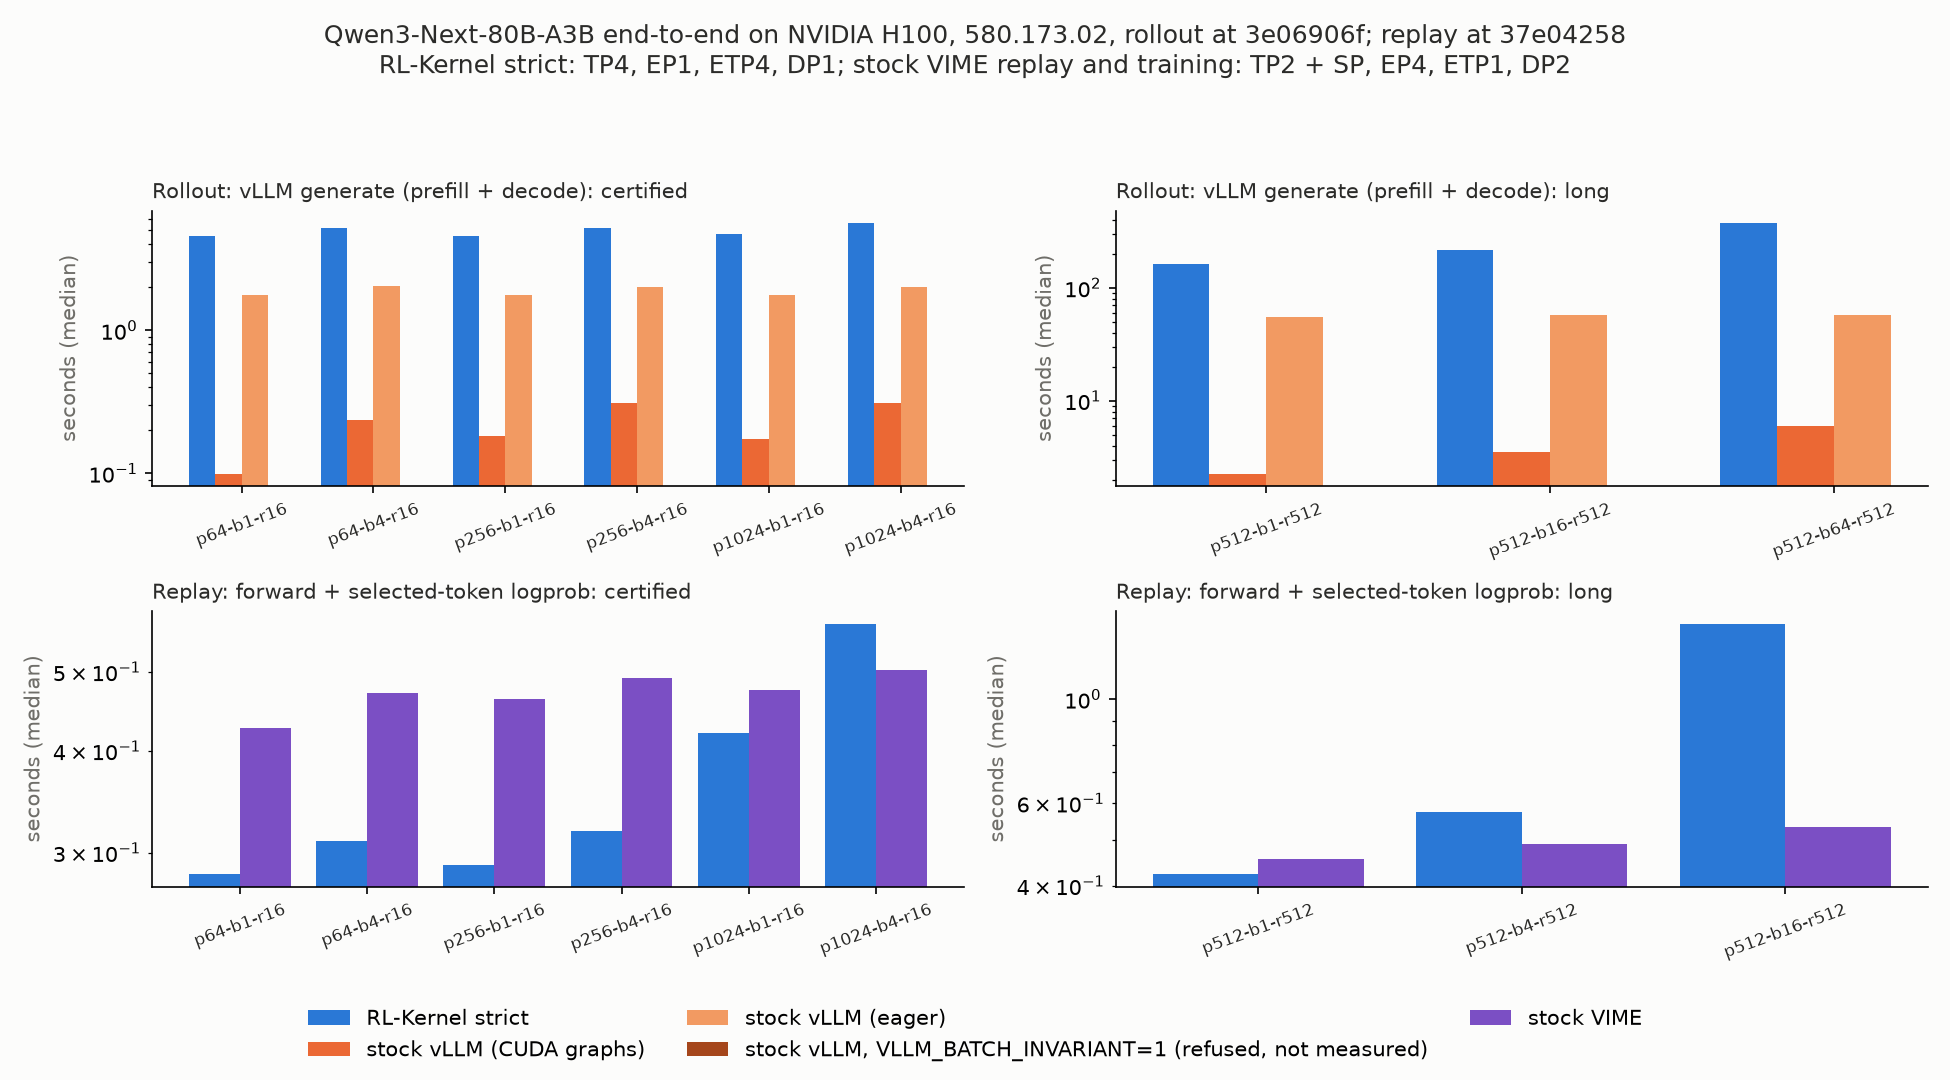 Qwen3-Next-80B-A3B end-to-end on NVIDIA H100, 580.173.02, rollout at 3e06906f; replay at 37e04258
RL-Kernel strict: TP4, EP1, ETP4, DP1; stock VIME replay and training: TP2 + SP, EP4, ETP1, DP2
Rollout: vLLM generate (prefill + decode): certified
seconds (median)
10⁰
10⁻¹
p64-b1-r16
p64-b4-r16
p256-b1-r16
p256-b4-r16
p1024-b1-r16
p1024-b4-r16
Rollout: vLLM generate (prefill + decode): long
seconds (median)
10²
10¹
p512-b1-r512
p512-b16-r512
p512-b64-r512
Replay: forward + selected-token logprob: certified
seconds (median)
5 × 10⁻¹
4 × 10⁻¹
3 × 10⁻¹
p64-b1-r16
p64-b4-r16
p256-b1-r16
p256-b4-r16
p1024-b1-r16
p1024-b4-r16
Replay: forward + selected-token logprob: long
seconds (median)
10⁰
6 × 10⁻¹
4 × 10⁻¹
p512-b1-r512
p512-b4-r512
p512-b16-r512
RL-Kernel strict
stock vLLM (CUDA graphs)
stock vLLM (eager)
stock vLLM, VLLM_BATCH_INVARIANT=1 (refused, not measured)
stock VIME